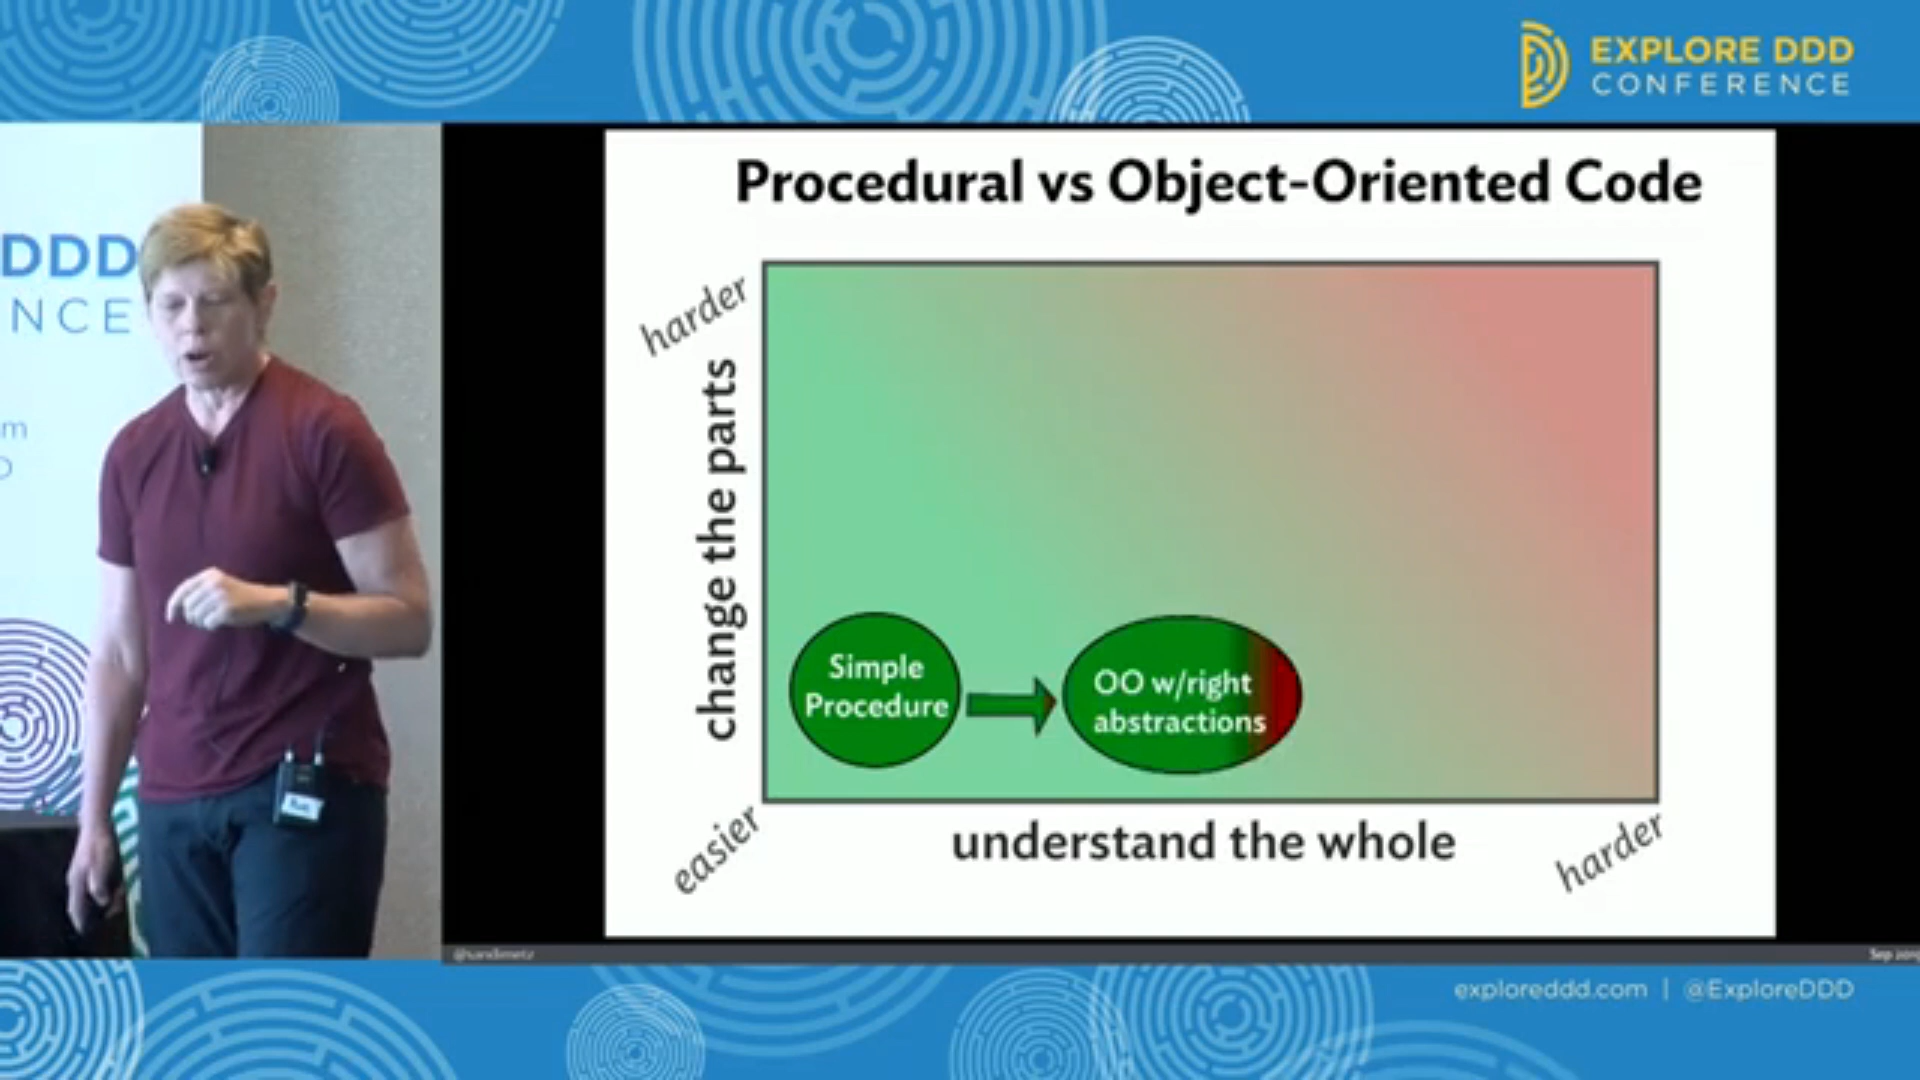 EXPLORE DDD
CONFERENCE
DDD
NCE
m
Procedural vs Object-Oriented Code
harder
change the parts
easier
Simple
Procedure
OO w/right
abstractions
understand the whole
harder
@sandimetz
exploreddd.com | @ExploreDDD